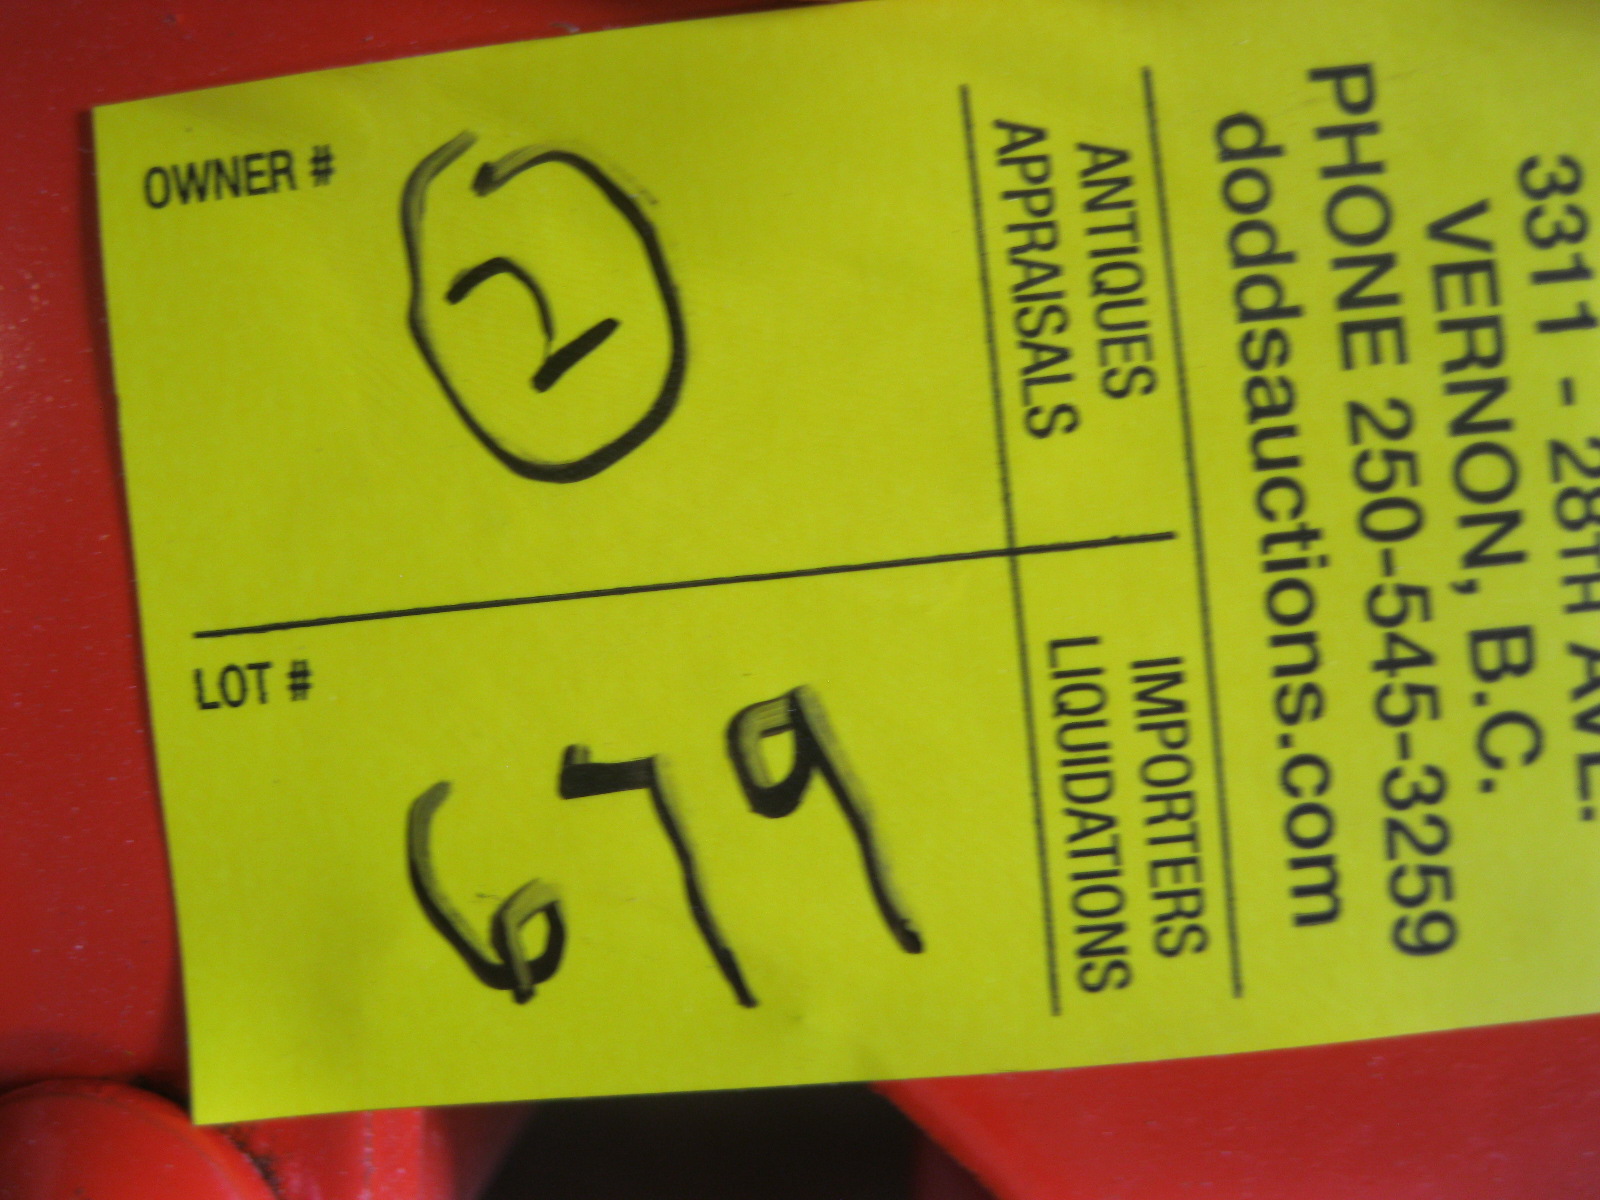 3311 - 28TH AVE.
VERNON, B.C.
PHONE 250-545-3259
doddsauctions.com
ANTIQUES
APPRAISALS
IMPORTERS
LIQUIDATIONS
OWNER #
2
LOT #
679